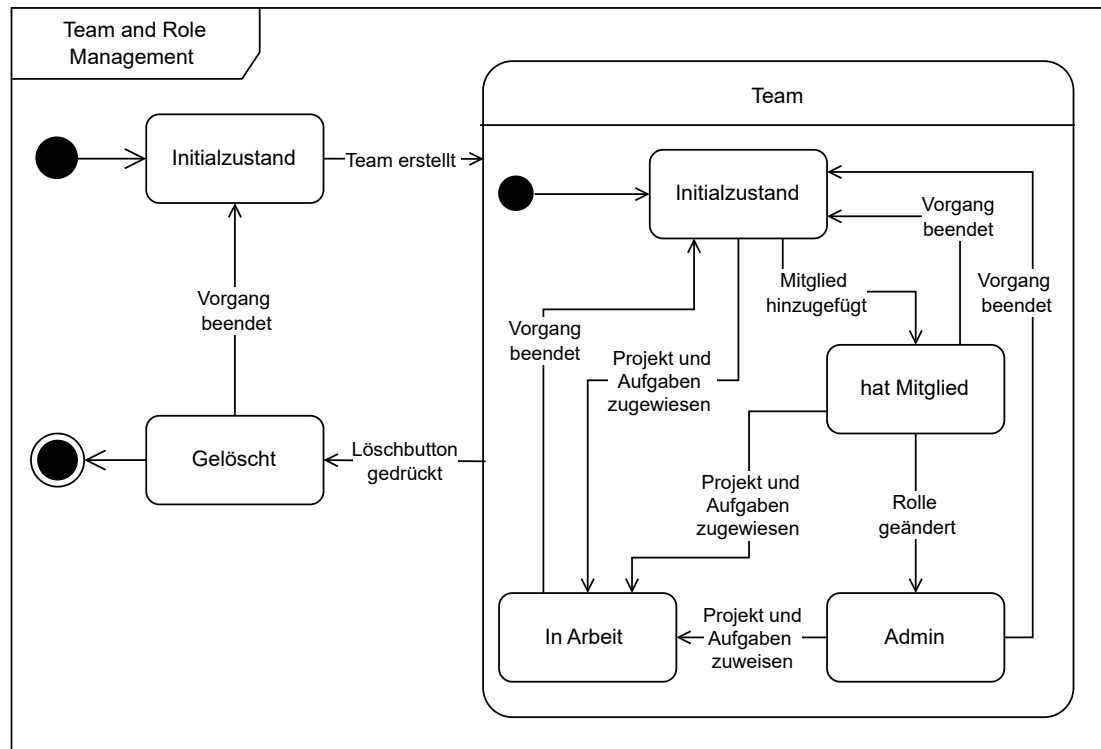 Team and Role
Management
Team
Initialzustand
Team erstellt
Initialzustand
Vorgang
beendet
Mitglied
hinzugefügt
Vorgang
beendet
Vorgang
beendet
Vorgang
beendet
Projekt und
Aufgaben
zugewiesen
hat Mitglied
Gelöscht
Löschbutton
gedrückt
Projekt und
Aufgaben
zugewiesen
Rolle
geändert
In Arbeit
Projekt und
Aufgaben
zuweisen
Admin